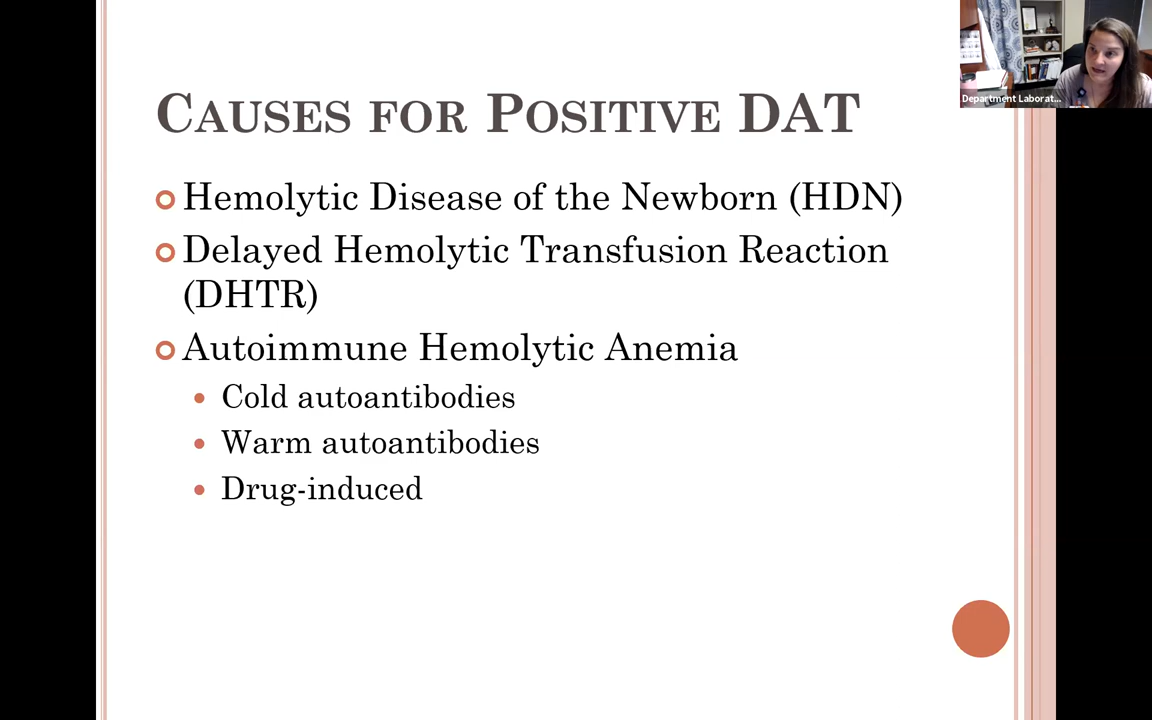 Department Laborat...
CAUSES FOR POSITIVE DAT
Hemolytic Disease of the Newborn (HDN)
Delayed Hemolytic Transfusion Reaction
(DHTR)
Autoimmune Hemolytic Anemia
Cold autoantibodies
Warm autoantibodies
Drug-induced